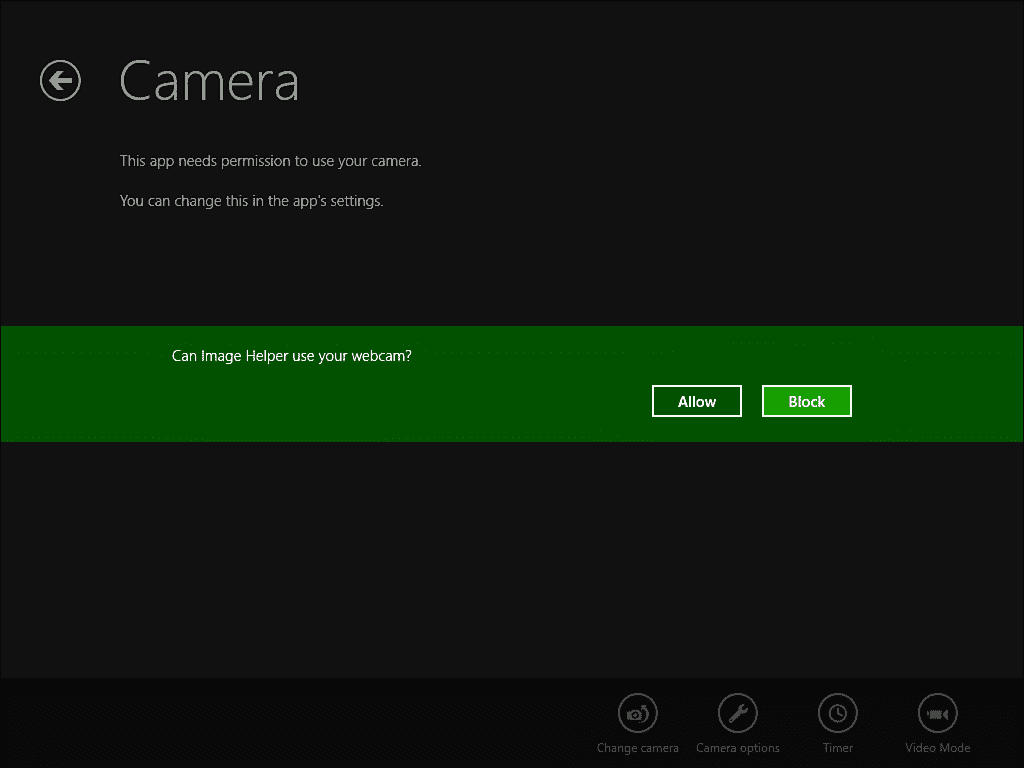 Camera
This app needs permission to use your camera.
You can change this in the app's settings.
Can Image Helper use your webcam?
Allow
Block
Change camera
Camera options
Timer
Video Mode